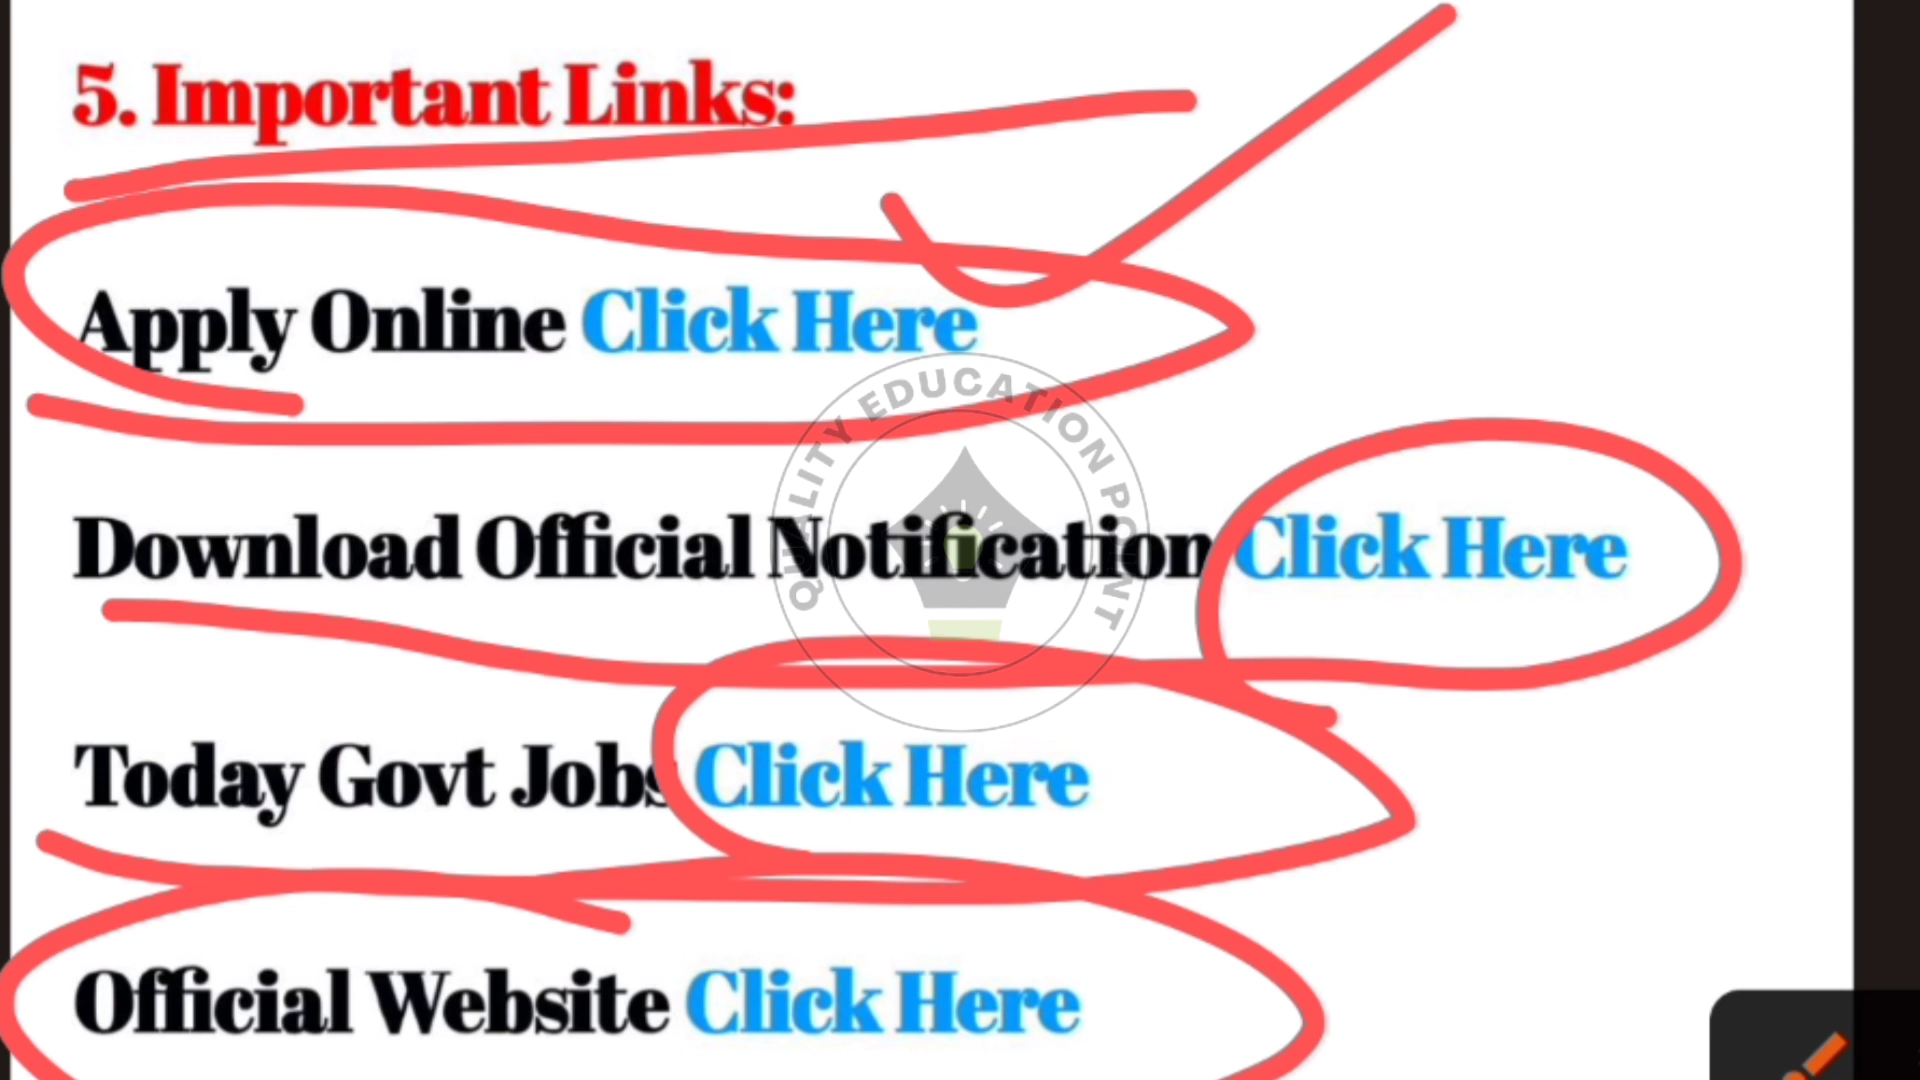 5. Important Links:
Apply Online Click Here
QUALITY EDUCATION POINT
Download Official Notification Click Here
Today Govt Jobs Click Here
Official Website Click Here